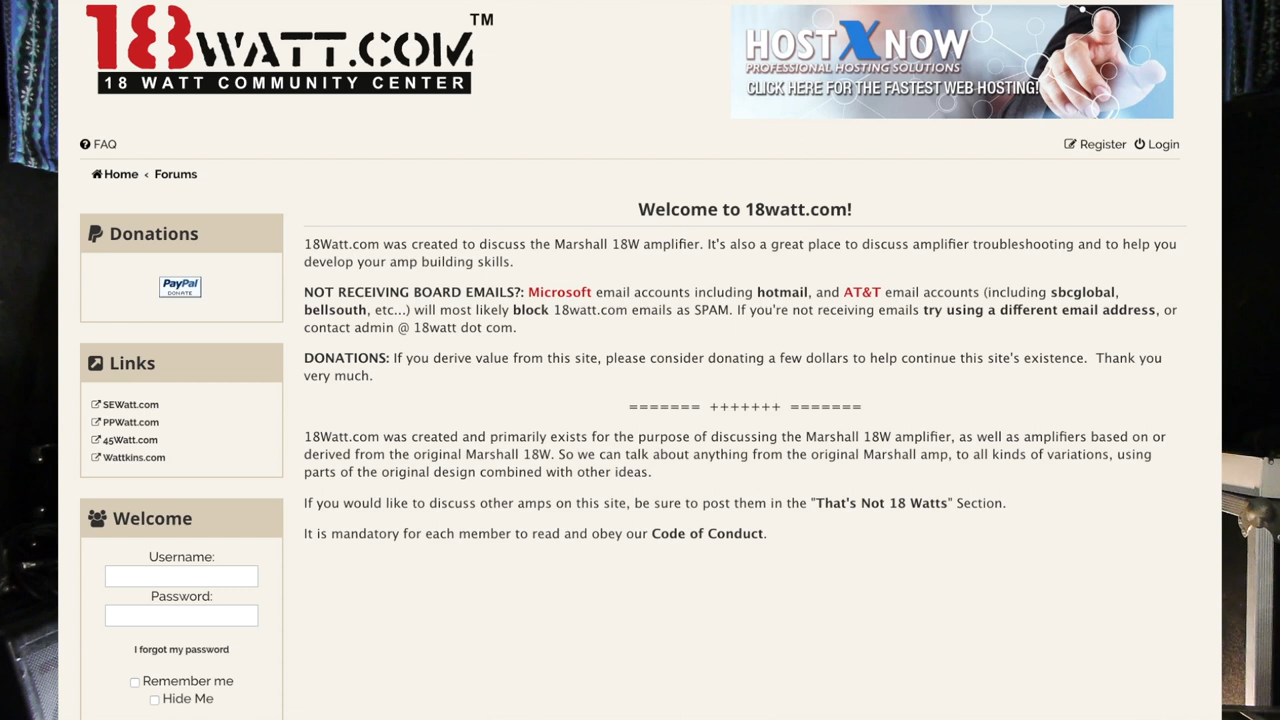 18WATT.COM™
18 WATT COMMUNITY CENTER
HOST X NOW
PROFESSIONAL HOSTING SOLUTIONS
CLICK HERE FOR THE FASTEST WEB HOSTING!
FAQ
Register Login
Home ‹ Forums
Donations
PayPal
DONATE
Links
SEWatt.com
PPWatt.com
45Watt.com
Wattkins.com
Welcome
Username:
Password:
I forgot my password
Remember me
Hide Me
Welcome to 18watt.com!
18Watt.com was created to discuss the Marshall 18W amplifier. It's also a great place to discuss amplifier troubleshooting and to help you
develop your amp building skills.
NOT RECEIVING BOARD EMAILS?: Microsoft email accounts including hotmail, and AT&T email accounts (including sbcglobal,
bellsouth, etc...) will most likely block 18watt.com emails as SPAM. If you're not receiving emails try using a different email address, or
contact admin @ 18watt dot com.
DONATIONS: If you derive value from this site, please consider donating a few dollars to help continue this site's existence. Thank you
very much.
======= +++++++ =======
18Watt.com was created and primarily exists for the purpose of discussing the Marshall 18W amplifier, as well as amplifiers based on or
derived from the original Marshall 18W. So we can talk about anything from the original Marshall amp, to all kinds of variations, using
parts of the original design combined with other ideas.
If you would like to discuss other amps on this site, be sure to post them in the "That's Not 18 Watts" Section.
It is mandatory for each member to read and obey our Code of Conduct.